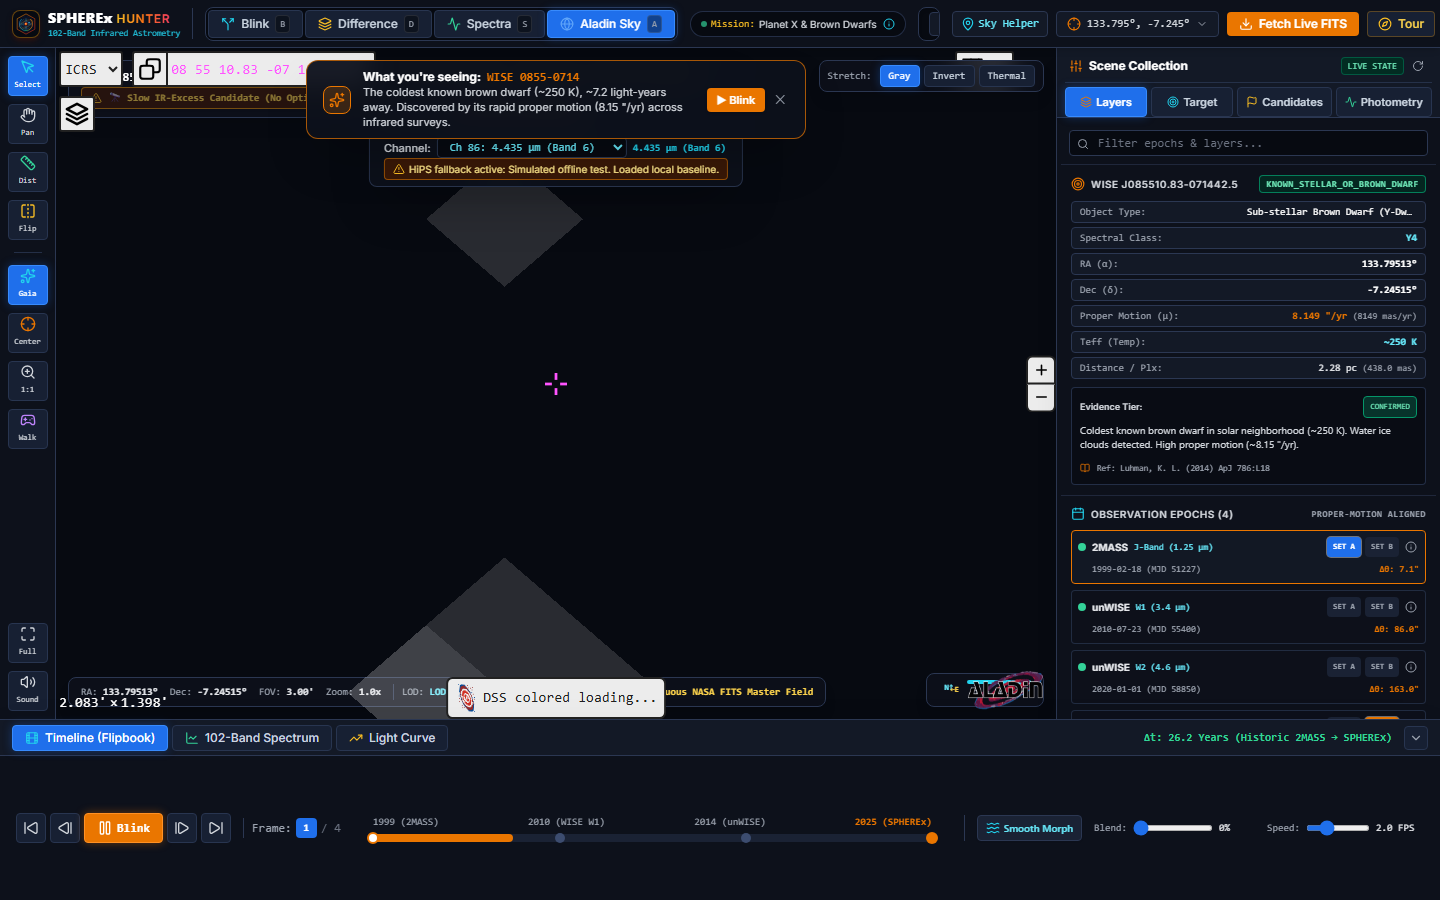 SPHEREx HUNTER
102-Band Infrared Astrometry
Blink B
Difference D
Spectra S
Aladin Sky A
Mission: Planet X & Brown Dwarfs
Sky Helper
133.795°, -7.245°
Fetch Live FITS
Tour
Select
Pan
Dist
Flip
Gaia
Center
1:1
Walk
Full
Sound
ICRS
08 55 10.83 -07 1
Slow IR-Excess Candidate (No Opti
What you're seeing: WISE 0855-0714
The coldest known brown dwarf (~250 K), ~7.2 light-years
away. Discovered by its rapid proper motion (8.15 "/yr) across
infrared surveys.
Blink
Stretch: Gray Invert Thermal
Channel: Ch 86: 4.435 µm (Band 6) 4.435 µm (Band 6)
HiPS fallback active: Simulated offline test. Loaded local baseline.
+
−
RA: 133.79513° Dec: -7.24515° FOV: 3.00' Zoom: 1.0x LOD: LOD
uous NASA FITS Master Field
2.083' x 1.398'
DSS colored loading...
N
E
ALADIN
Scene Collection
LIVE STATE
Layers
Target
Candidates
Photometry
Filter epochs & layers...
WISE J085510.83-071442.5
KNOWN_STELLAR_OR_BROWN_DWARF
Object Type: Sub-stellar Brown Dwarf (Y-Dw…
Spectral Class: Y4
RA (α): 133.79513°
Dec (δ): -7.24515°
Proper Motion (μ): 8.149 "/yr (8149 mas/yr)
Teff (Temp): ~250 K
Distance / Plx: 2.28 pc (438.0 mas)
Evidence Tier: CONFIRMED
Coldest known brown dwarf in solar neighborhood (~250 K). Water ice
clouds detected. High proper motion (~8.15 "/yr).
Ref: Luhman, K. L. (2014) ApJ 786:L18
OBSERVATION EPOCHS (4)
PROPER-MOTION ALIGNED
2MASS J-Band (1.25 µm) SET A SET B
1999-02-18 (MJD 51227) Δθ: 7.1"
unWISE W1 (3.4 µm) SET A SET B
2010-07-23 (MJD 55400) Δθ: 86.0"
unWISE W2 (4.6 µm) SET A SET B
2020-01-01 (MJD 58850) Δθ: 163.0"
Timeline (Flipbook)
102-Band Spectrum
Light Curve
Δt: 26.2 Years (Historic 2MASS → SPHEREx)
Blink
Frame: 1 / 4
1999 (2MASS)
2010 (WISE W1)
2014 (unWISE)
2025 (SPHEREx)
Smooth Morph
Blend: 0%
Speed: 2.0 FPS